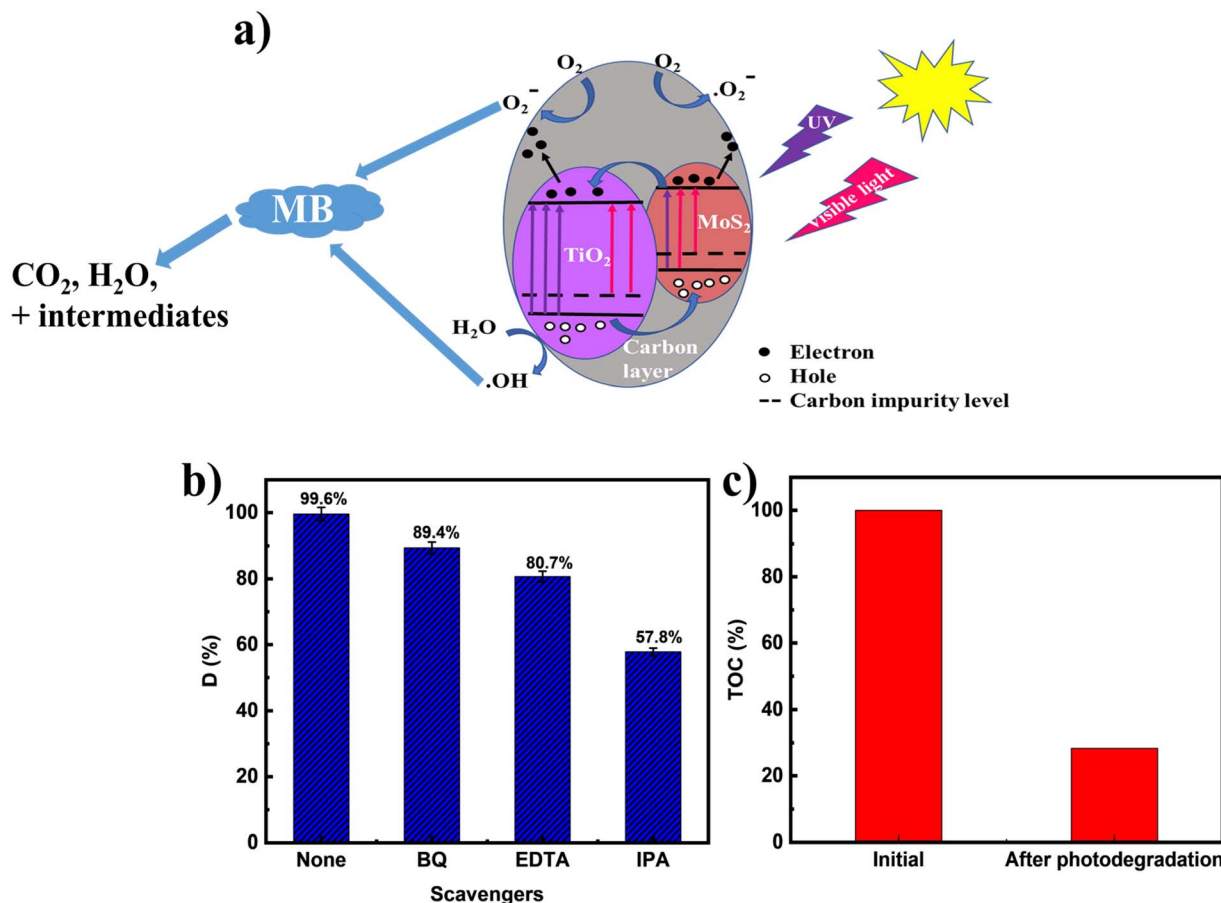 a)
O₂
O₂
O₂⁻
.O₂⁻
UV
Visible light
MB
MoS₂
TiO₂
CO₂, H₂O,
+ intermediates
H₂O
.OH
Carbon
layer
Electron
Hole
Carbon impurity level
b)
D (%)
100
80
60
40
20
0
99.6%
89.4%
80.7%
57.8%
None BQ EDTA IPA
Scavengers
c)
TOC (%)
100
80
60
40
20
0
Initial After photodegradation